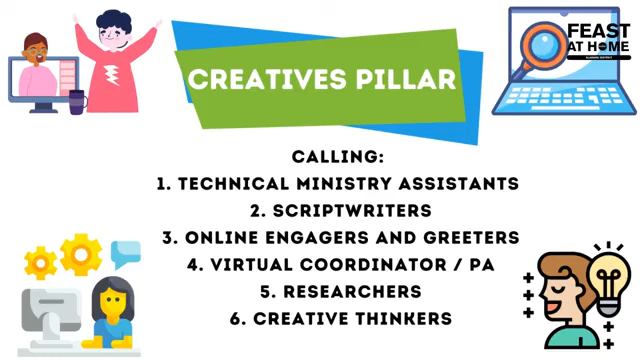 FEAST
AT HOME
CREATIVES PILLAR
CALLING:
1. TECHNICAL MINISTRY ASSISTANTS
2. SCRIPTWRITERS
3. ONLINE ENGAGERS AND GREETERS
4. VIRTUAL COORDINATOR / PA
5. RESEARCHERS
6. CREATIVE THINKERS